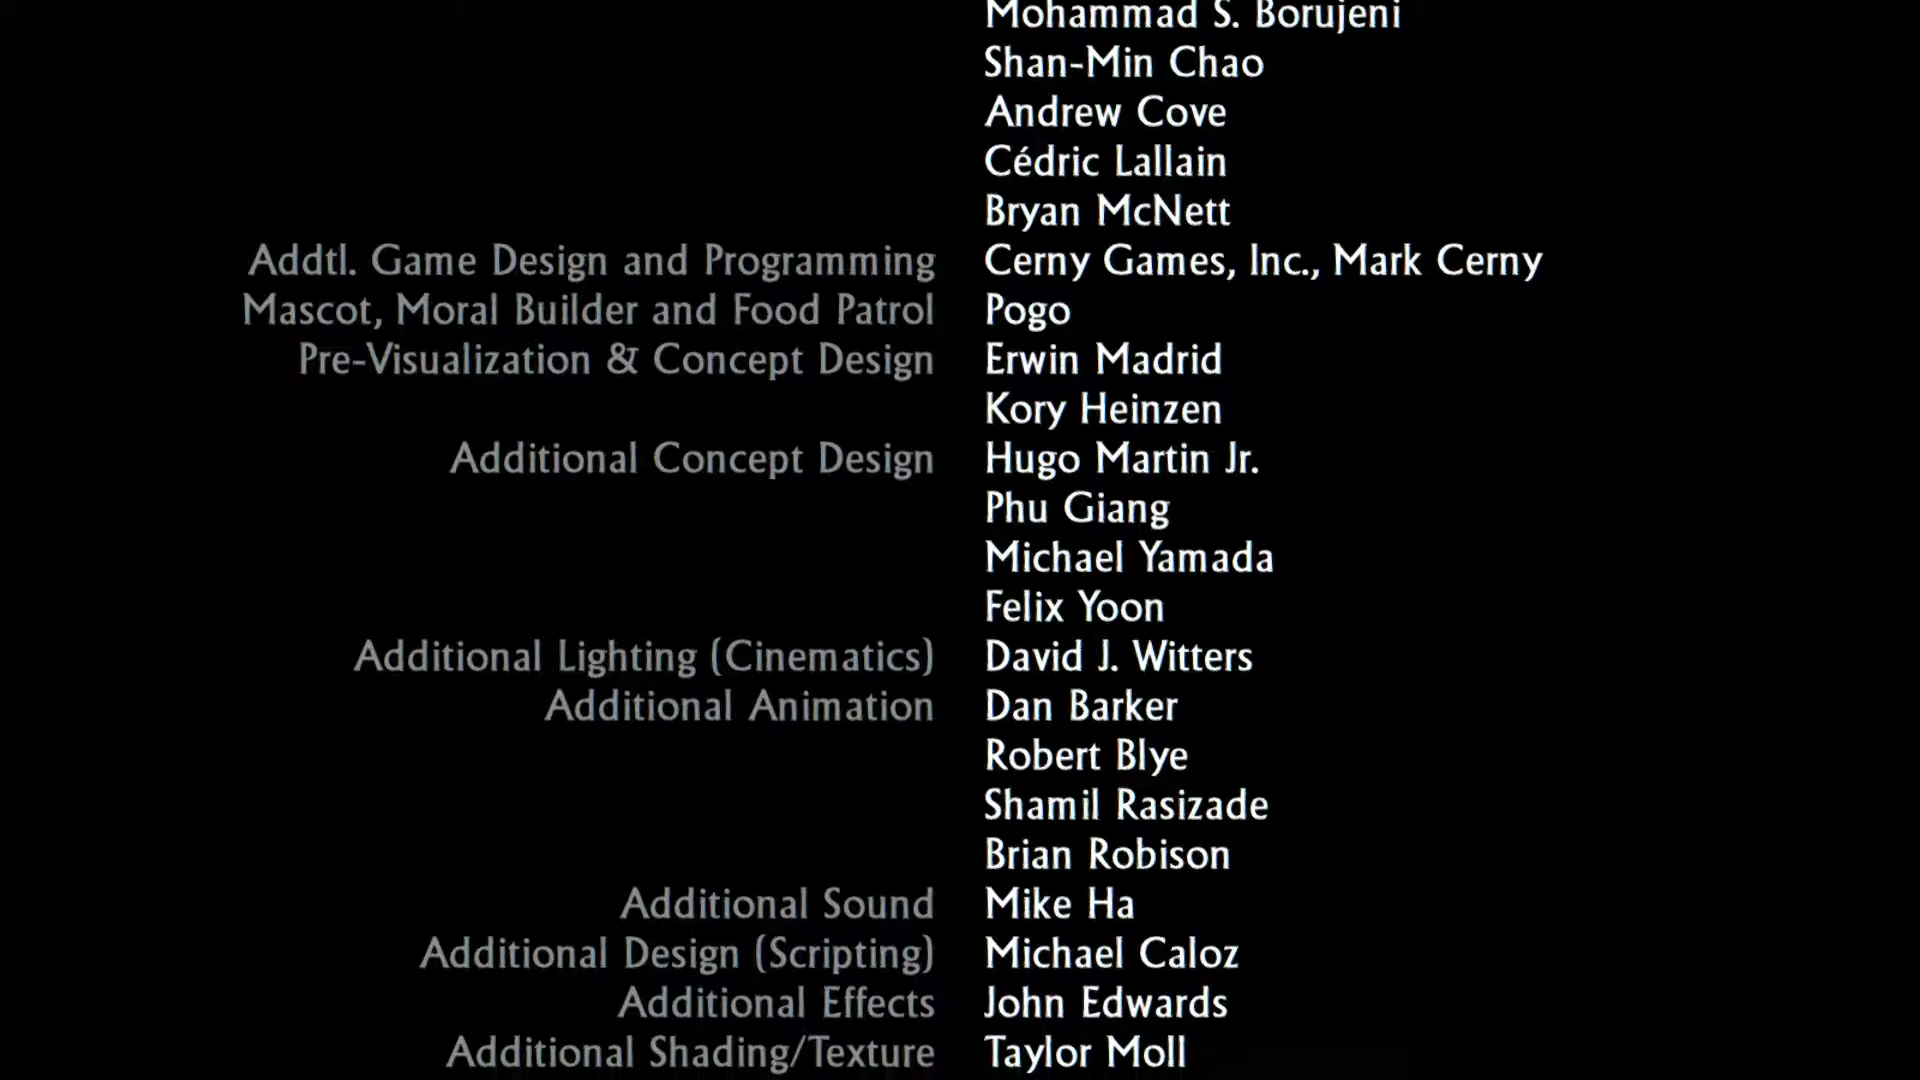 Mohammad S. Borujeni
Shan-Min Chao
Andrew Cove
Cédric Lallain
Bryan McNett
Addtl. Game Design and Programming Cerny Games, Inc., Mark Cerny
Mascot, Moral Builder and Food Patrol Pogo
Pre-Visualization & Concept Design Erwin Madrid
Kory Heinzen
Additional Concept Design Hugo Martin Jr.
Phu Giang
Michael Yamada
Felix Yoon
Additional Lighting (Cinematics) David J. Witters
Additional Animation Dan Barker
Robert Blye
Shamil Rasizade
Brian Robison
Additional Sound Mike Ha
Additional Design (Scripting) Michael Caloz
Additional Effects John Edwards
Additional Shading/Texture Taylor Moll